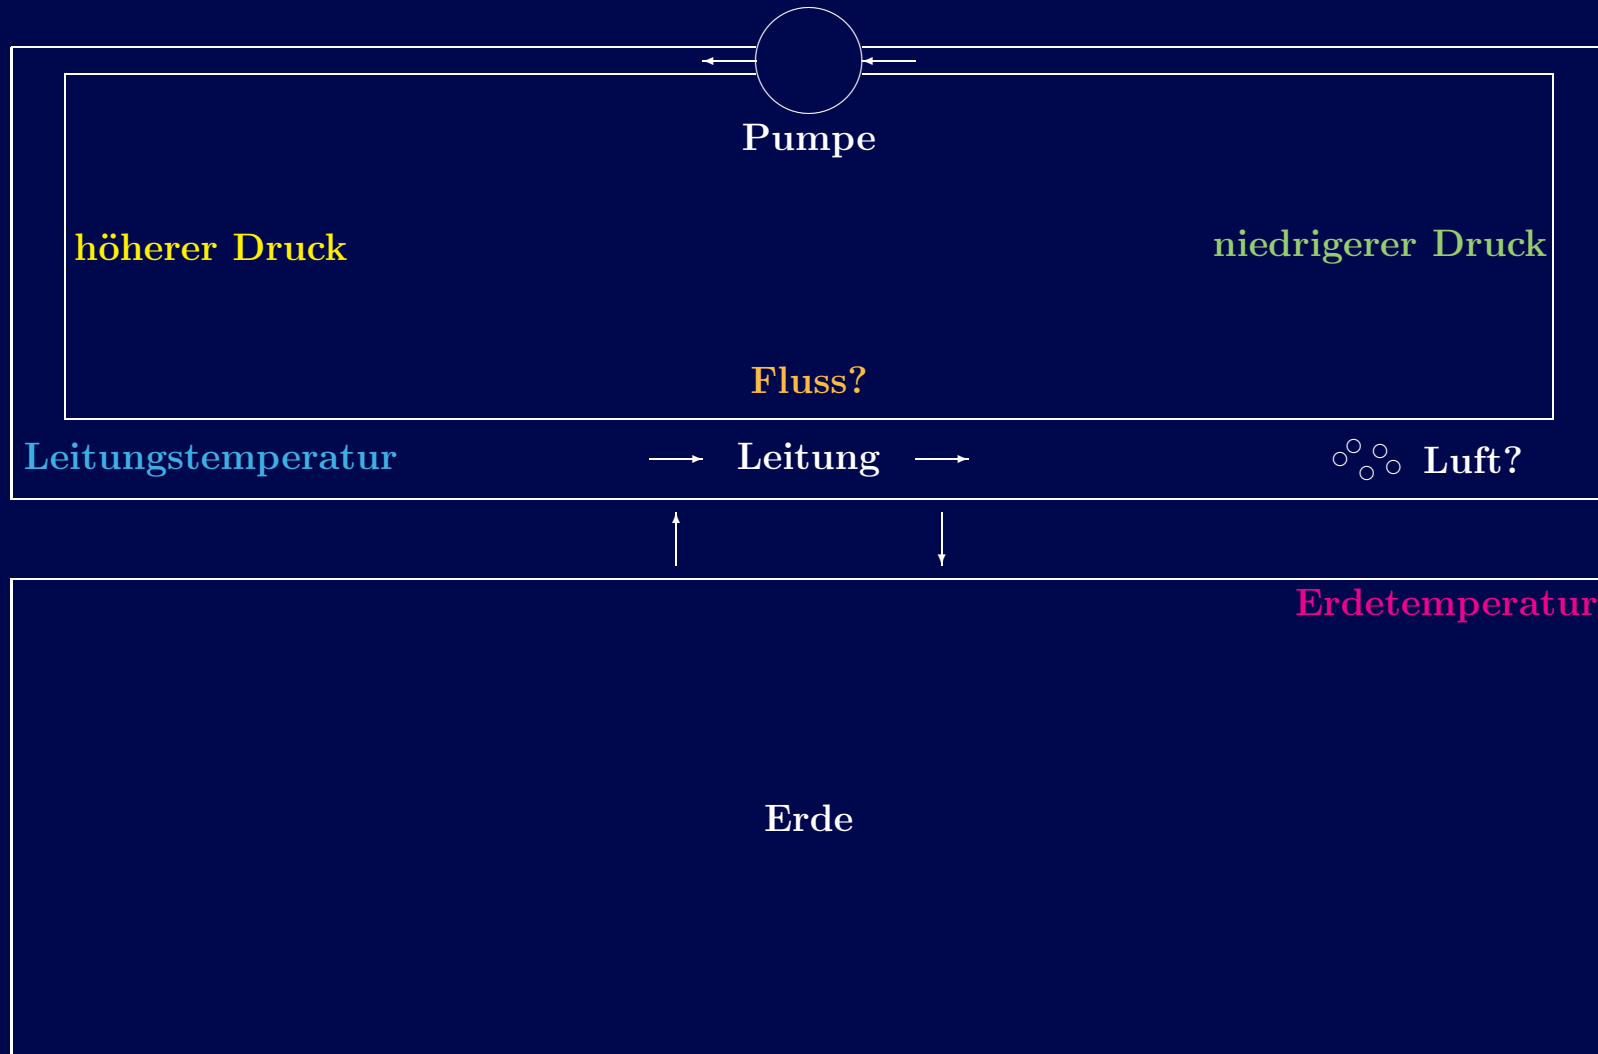 Pumpe
höherer Druck
niedrigerer Druck
Fluss?
Leitungstemperatur
Leitung
Luft?
Erdetemperatur
Erde